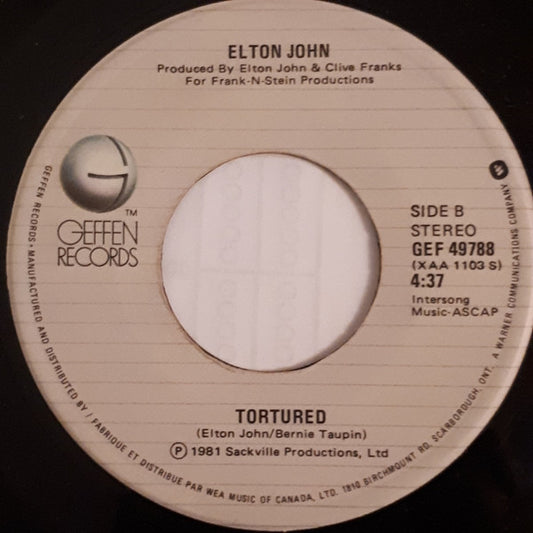 ELTON JOHN
Produced By Elton John & Clive Franks
For Frank-N-Stein Productions
G
TM
GEFFEN
RECORDS
SIDE B
STEREO
GEF 49788
(XAA 1103 S)
4:37
Intersong
Music-ASCAP
TORTURED
(Elton John/Bernie Taupin)
Ⓟ 1981 Sackville Productions, Ltd
GEFFEN RECORDS • MANUFACTURED AND DISTRIBUTED BY / FABRIQUE ET DISTRIBUE PAR WEA MUSIC OF CANADA, LTD. 1810 BIRCHMOUNT RD, SCARBOROUGH, ONT. A WARNER COMMUNICATIONS COMPANY